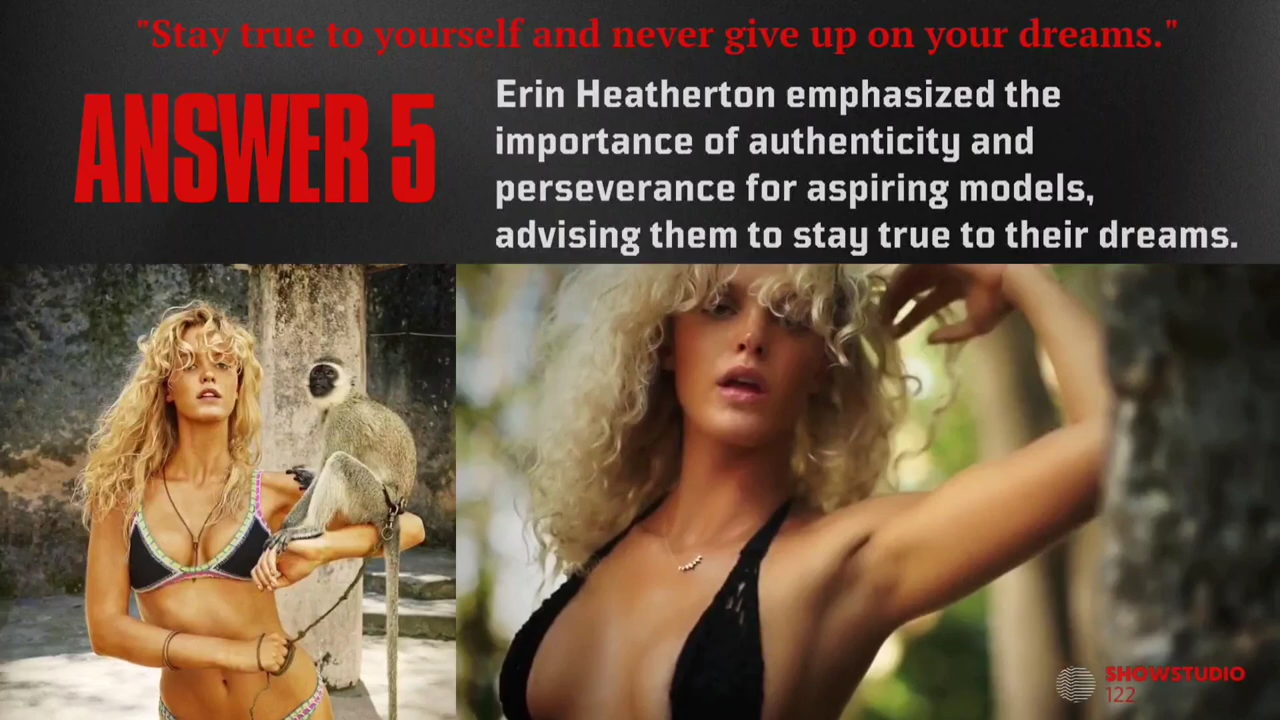 "Stay true to yourself and never give up on your dreams."
ANSWER 5
Erin Heatherton emphasized the
importance of authenticity and
perseverance for aspiring models,
advising them to stay true to their dreams.
SHOWSTUDIO
122